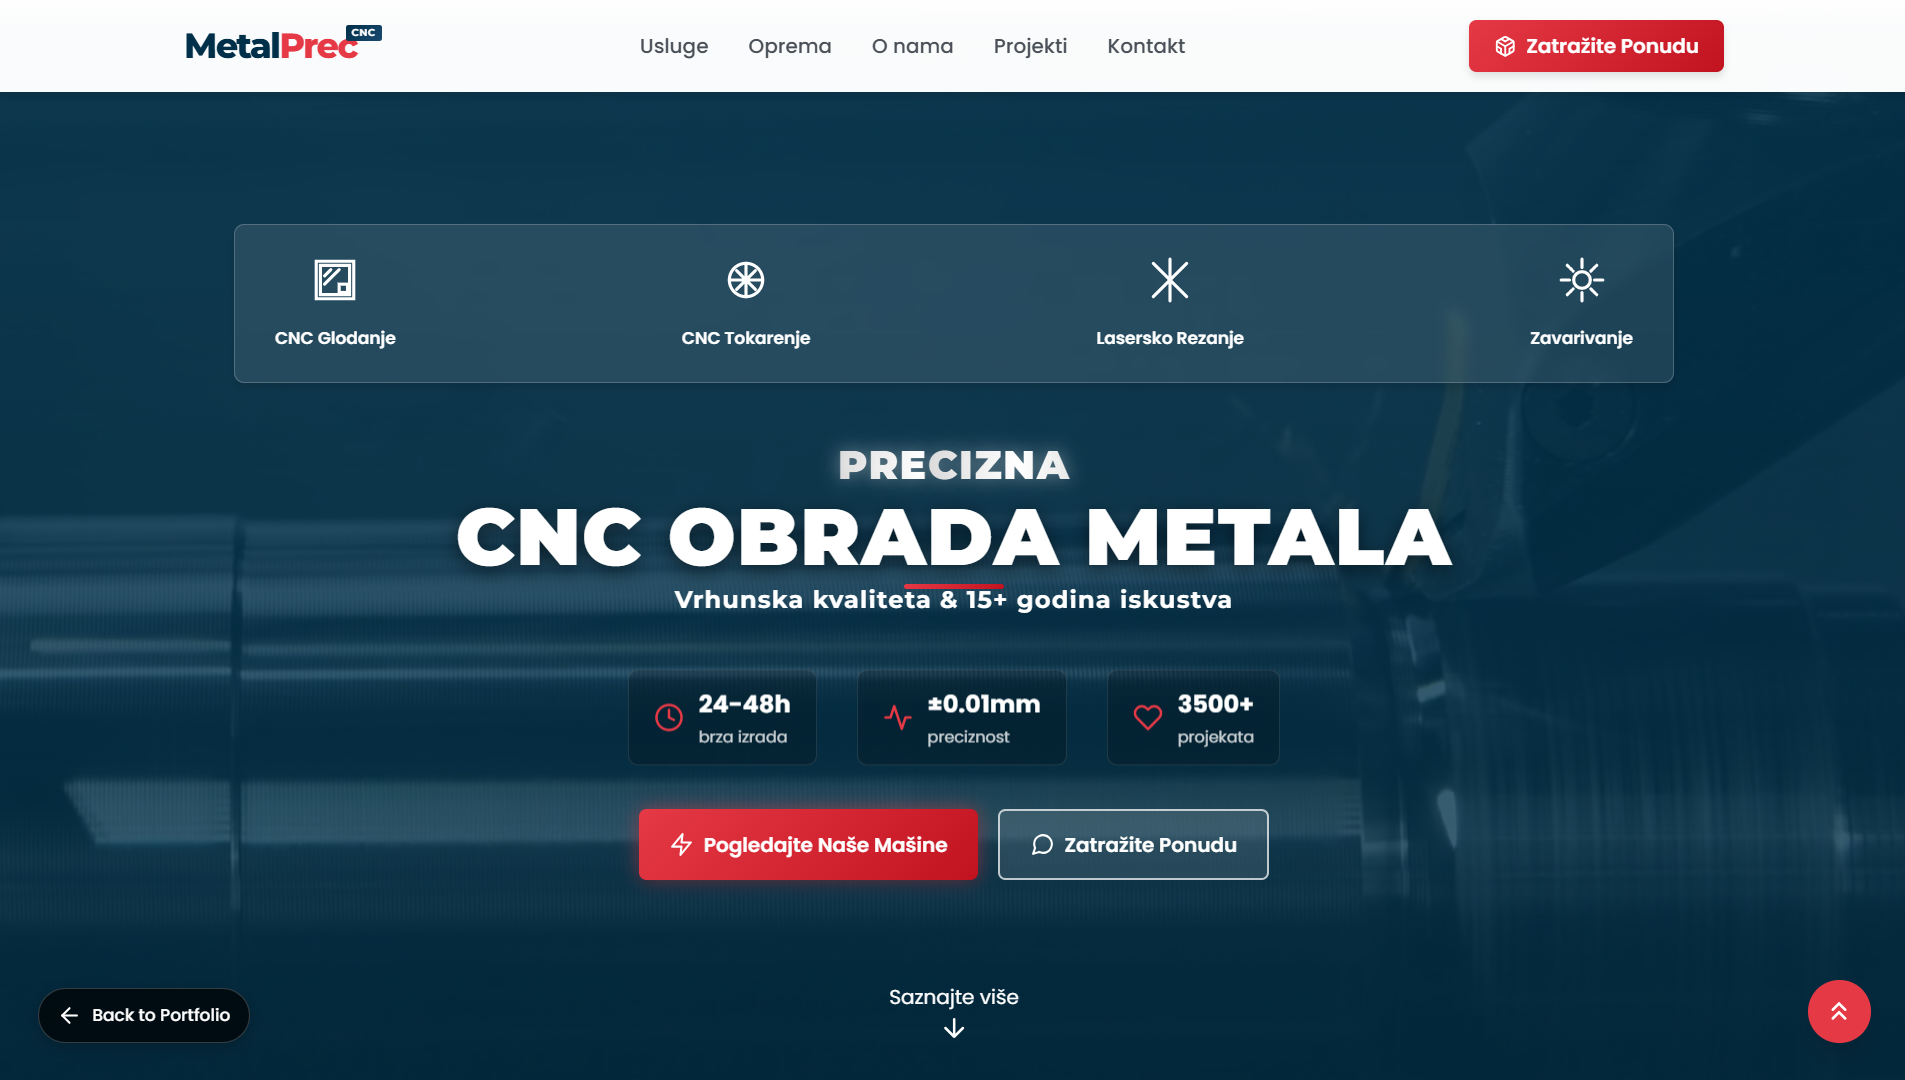 MetalPrec CNC
Usluge Oprema O nama Projekti Kontakt
Zatražite Ponudu
CNC Glodanje CNC Tokarenje Lasersko Rezanje Zavarivanje
PRECIZNA
CNC OBRADA METALA
Vrhunska kvaliteta & 15+ godina iskustva
24-48h
brza izrada
±0.01mm
preciznost
3500+
projekata
Pogledajte Naše Mašine
Zatražite Ponudu
Saznajte više
Back to Portfolio